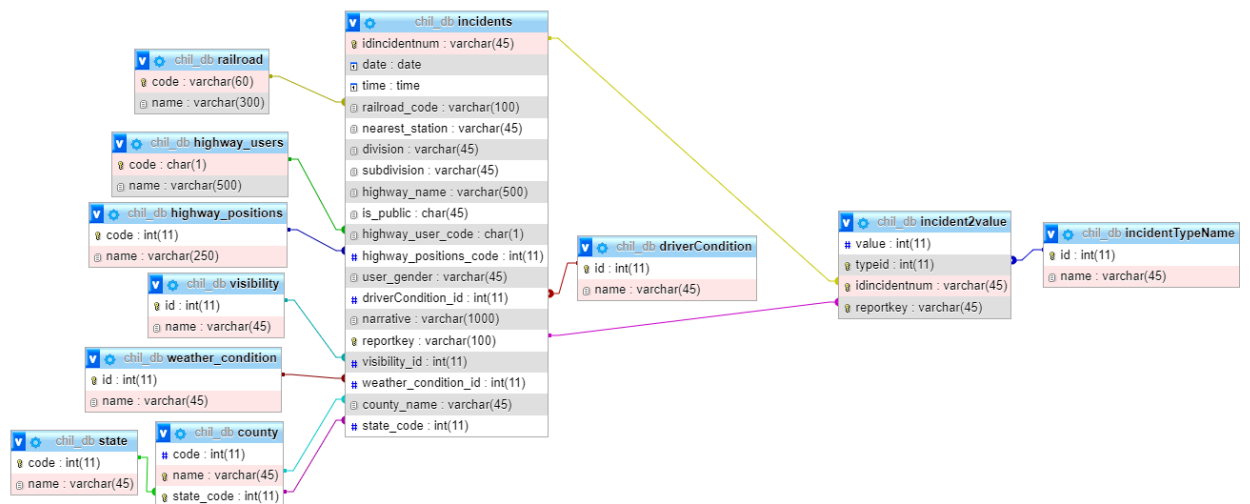 chil_db railroad
code : varchar(60)
name : varchar(300)
chil_db highway_users
code : char(1)
name : varchar(500)
chil_db highway_positions
code : int(11)
name : varchar(250)
chil_db visibility
id : int(11)
name : varchar(45)
chil_db weather_condition
id : int(11)
name : varchar(45)
chil_db state
code : int(11)
name : varchar(45)
chil_db county
code : int(11)
name : varchar(45)
state_code : int(11)
chil_db incidents
idincidentnum : varchar(45)
date : date
time : time
railroad_code : varchar(100)
nearest_station : varchar(45)
division : varchar(45)
subdivision : varchar(45)
highway_name : varchar(500)
is_public : char(45)
highway_user_code : char(1)
highway_positions_code : int(11)
user_gender : varchar(45)
driverCondition_id : int(11)
narrative : varchar(1000)
reportkey : varchar(100)
visibility_id : int(11)
weather_condition_id : int(11)
county_name : varchar(45)
state_code : int(11)
chil_db driverCondition
id : int(11)
name : varchar(45)
chil_db incident2value
value : int(11)
typeid : int(11)
idincidentnum : varchar(45)
reportkey : varchar(45)
chil_db incidentTypeName
id : int(11)
name : varchar(45)